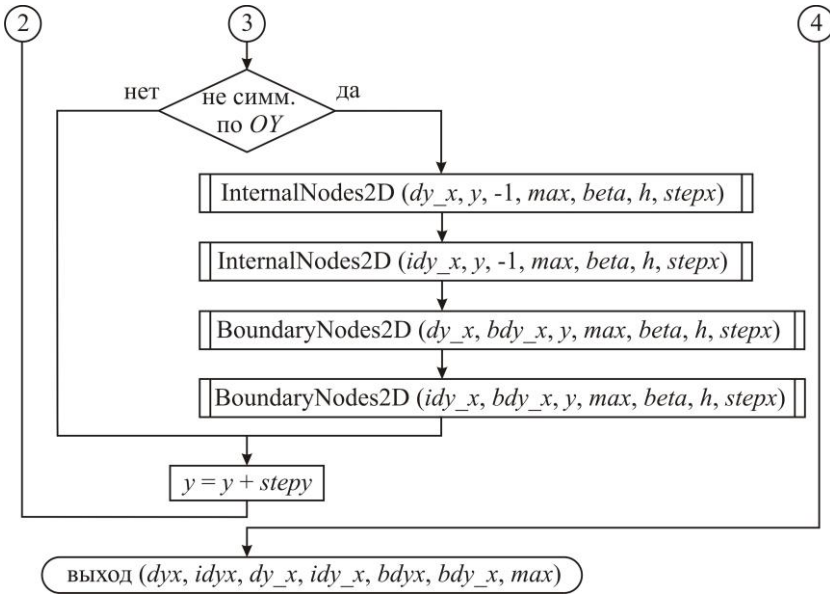 2
3
4
нет
не симм.
да
по OY
InternalNodes2D (dy_x, y, -1, max, beta, h, stepx)
InternalNodes2D (idy_x, y, -1, max, beta, h, stepx)
BoundaryNodes2D (dy_x, bdy_x, y, max, beta, h, stepx)
BoundaryNodes2D (idy_x, bdy_x, y, max, beta, h, stepx)
y = y + stepy
выход (dyx, idyx, dy_x, idy_x, bdyx, bdy_x, max)